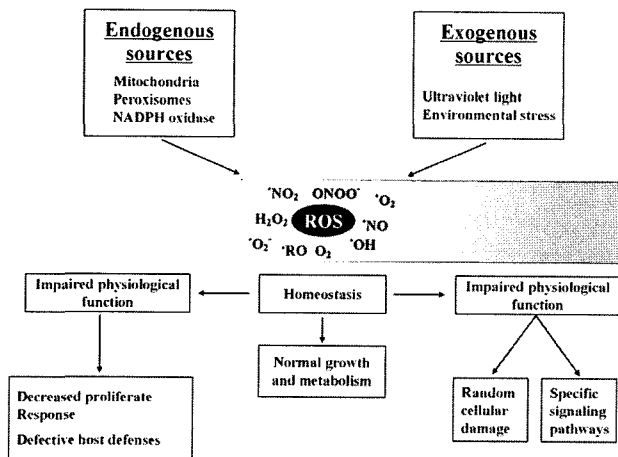 Endogenous
sources
Mitochondria
Peroxisomes
NADPH oxidase
Exogenous
sources
Ultraviolet light
Environmental stress
˙NO₂ ONOO⁻ ˙O₂
H₂O₂ ROS ˙NO
˙O₂⁻ ˙RO O₂ ˙OH
Impaired physiological
function
Homeostasis
Impaired physiological
function
Normal growth
and metabolism
Decreased proliferate
Response
Defective host defenses
Random
cellular
damage
Specific
signaling
pathways